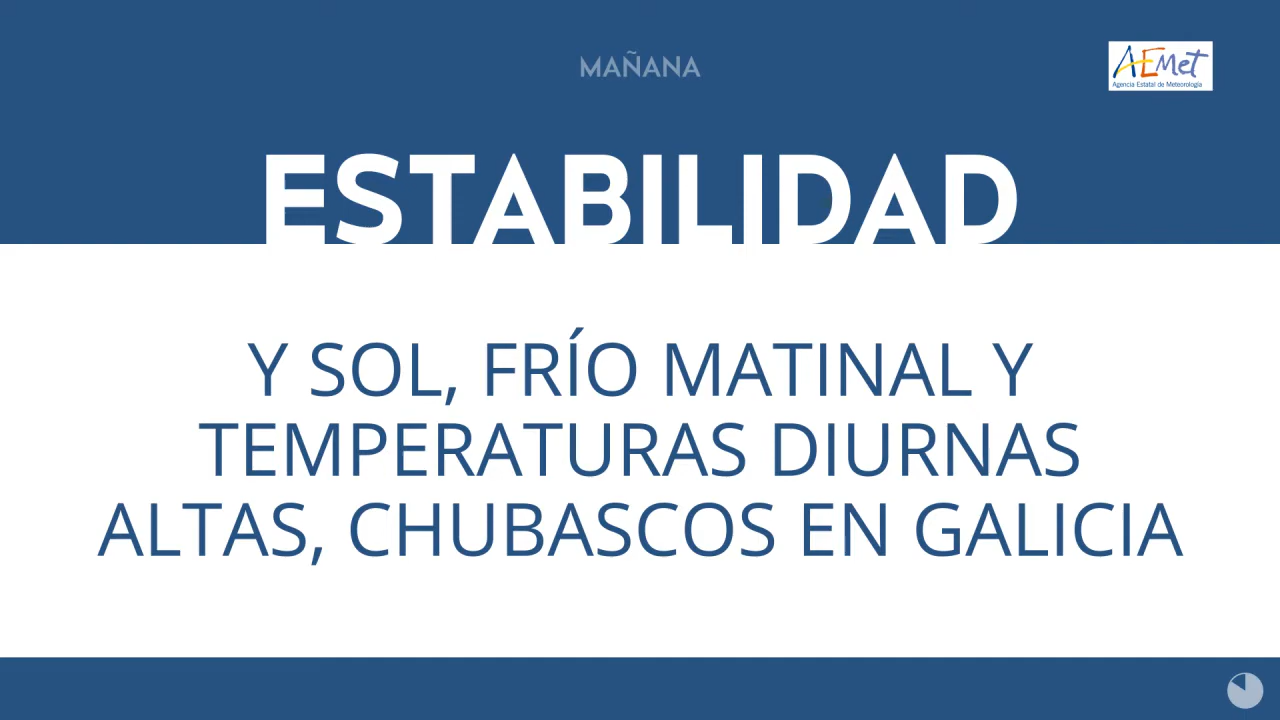 MAÑANA
AEMet
Agencia Estatal de Meteorología
ESTABILIDAD
Y SOL, FRÍO MATINAL Y
TEMPERATURAS DIURNAS
ALTAS, CHUBASCOS EN GALICIA